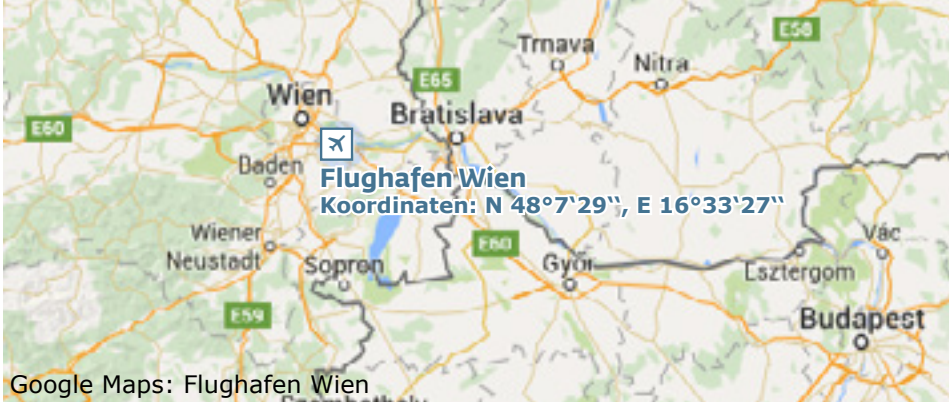 E58
Trnava
Nitra
E65
Wien
Bratislava
E60
Baden
Flughafen Wien
Koordinaten: N 48°7‘29“, E 16°33‘27“
Wiener
Neustadt
Vác
E60
Sopron
Győr
Esztergom
E59
Budapest
Google Maps: Flughafen Wien